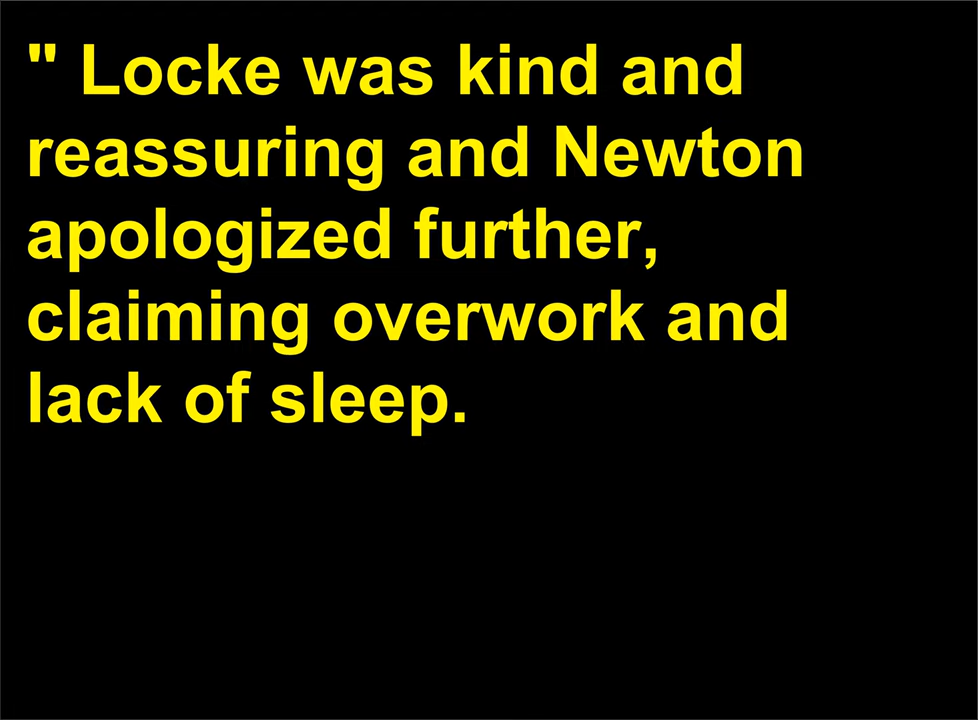 " Locke was kind and
reassuring and Newton
apologized further,
claiming overwork and
lack of sleep.